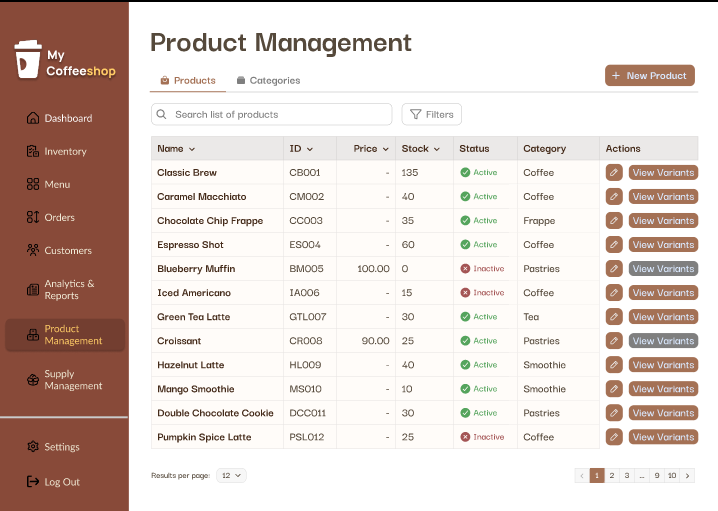 My
Coffeeshop
Dashboard
Inventory
Menu
Orders
Customers
Analytics &
Reports
Product
Management
Supply
Management
Settings
Log Out
Product Management
Products Categories
+ New Product
Search list of products Filters
Name ID Price Stock Status Category Actions
Classic Brew CB001 - 135 Active Coffee View Variants
Caramel Macchiato CM002 - 40 Active Coffee View Variants
Chocolate Chip Frappe CC003 - 35 Active Frappe View Variants
Espresso Shot ES004 - 60 Active Coffee View Variants
Blueberry Muffin BM005 100.00 0 Inactive Pastries View Variants
Iced Americano IA006 - 15 Inactive Coffee View Variants
Green Tea Latte GTL007 - 30 Active Tea View Variants
Croissant CR008 90.00 25 Active Pastries View Variants
Hazelnut Latte HL009 - 40 Active Smoothie View Variants
Mango Smoothie MS010 - 10 Active Smoothie View Variants
Double Chocolate Cookie DCC011 - 30 Active Pastries View Variants
Pumpkin Spice Latte PSL012 - 25 Inactive Coffee View Variants
Results per page: 12 < 1 2 3 ... 9 10 >